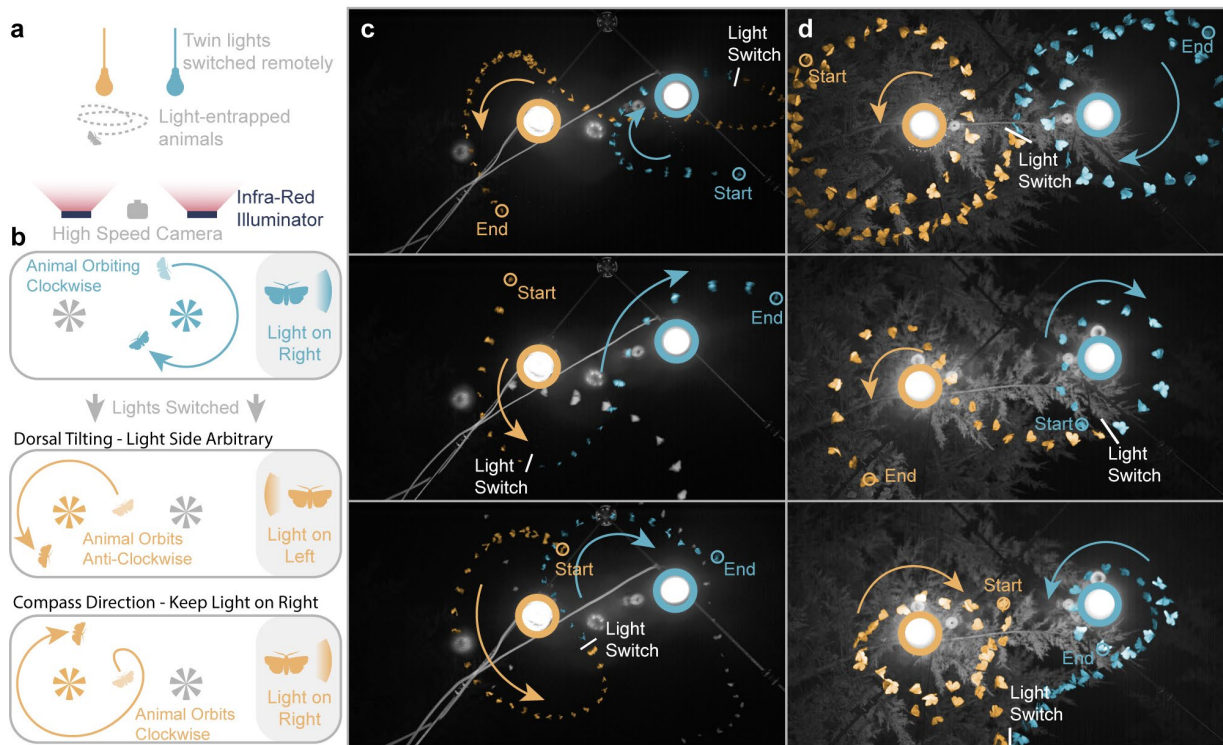 a
Twin lights
switched remotely
Light-entrapped
animals
Infra-Red
Illuminator
High Speed Camera
b
Animal Orbiting
Clockwise
Light on
Right
Lights Switched
Dorsal Tilting - Light Side Arbitrary
Animal Orbits
Anti-Clockwise
Light on
Left
Compass Direction - Keep Light on Right
Animal Orbits
Clockwise
Light on
Right
c
Light
Switch
Start
End
Start
End
Light
Switch
Start
End
Light
Switch
d
End
Start
Light
Switch
Start
Light
Switch
End
Start
End
Light
Switch